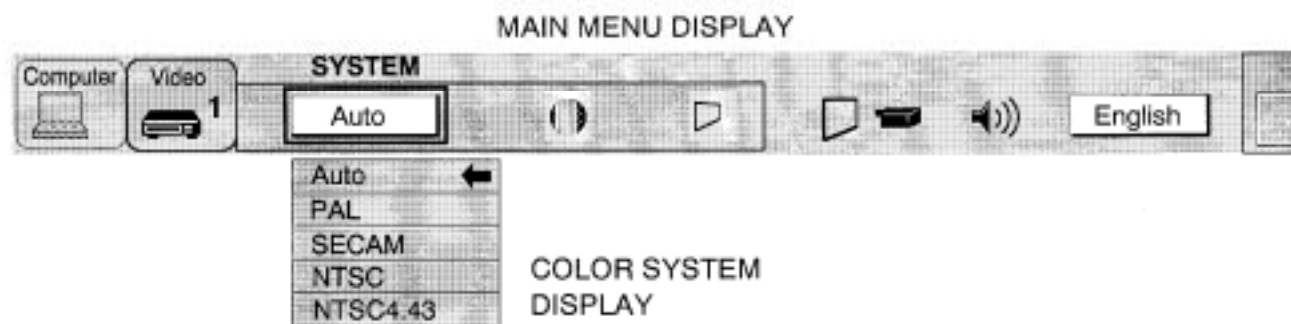 MAIN MENU DISPLAY
SYSTEM
Computer Video 1 Auto English
Auto
PAL
SECAM
NTSC
NTSC4.43
COLOR SYSTEM
DISPLAY